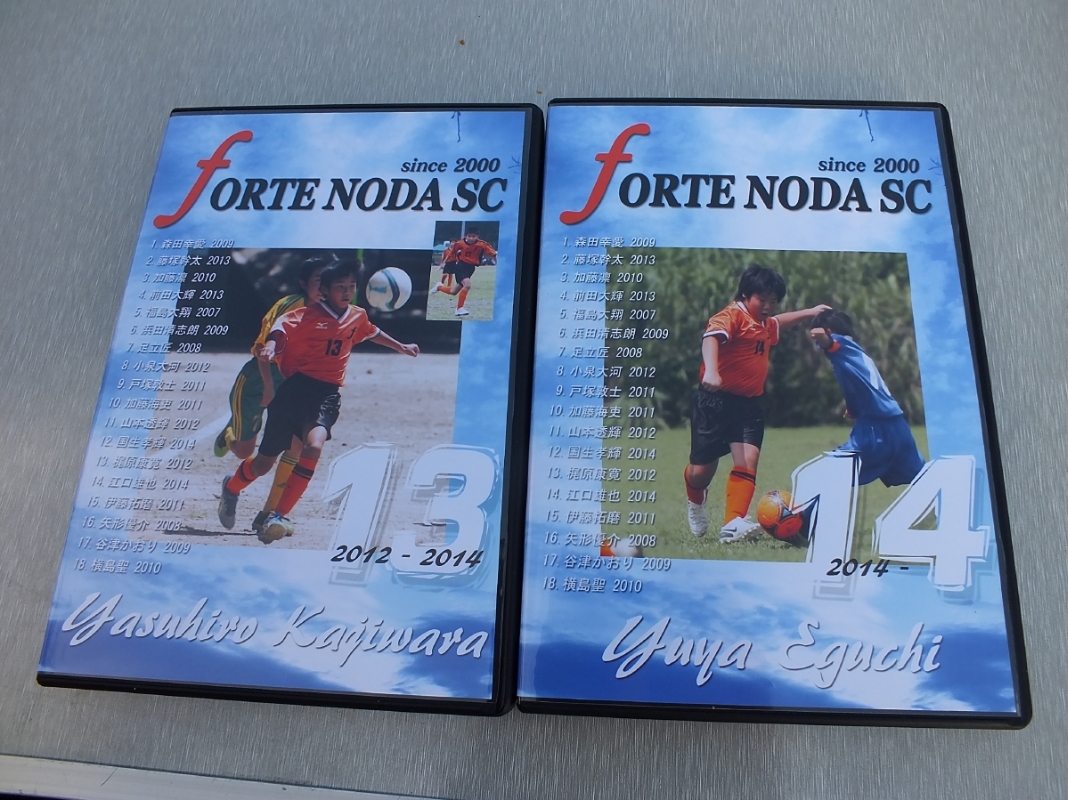 since 2000
fORTE NODA SC
1. 森田幸愛 2009
2. 藤塚幹太 2013
3. 加藤凛 2010
4. 前田大輝 2013
5. 福島大翔 2007
6. 浜田清志朗 2009
7. 足立匠 2008
8. 小泉大河 2012
9. 戸塚敦士 2011
10. 加藤海吏 2011
11. 山本透輝 2012
12. 国生孝輝 2014
13. 梶原康寛 2012
14. 江口雄也 2014
15. 伊藤拓磨 2011
16. 矢形優介 2008
17. 谷津かおり 2009
18. 横島聖 2010
13
13
2012 - 2014
Yasuhiro Kajiwara
since 2000
fORTE NODA SC
1. 森田幸愛 2009
2. 藤塚幹太 2013
3. 加藤凛 2010
4. 前田大輝 2013
5. 福島大翔 2007
6. 浜田清志朗 2009
7. 足立匠 2008
8. 小泉大河 2012
9. 戸塚敦士 2011
10. 加藤海吏 2011
11. 山本透輝 2012
12. 国生孝輝 2014
13. 梶原康寛 2012
14. 江口雄也 2014
15. 伊藤拓磨 2011
16. 矢形優介 2008
17. 谷津かおり 2009
18. 横島聖 2010
14
14
2014 -
Yuya Eguchi